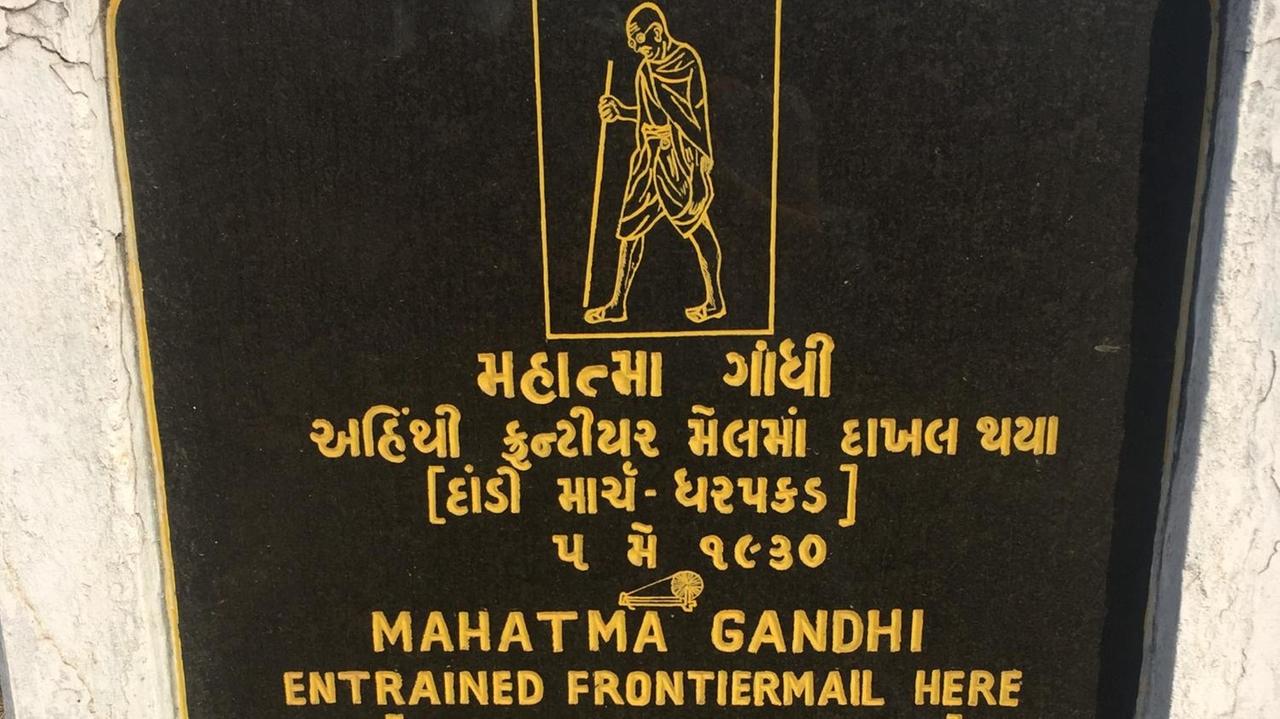 મહાત્મા ગાંધી
અહિંથી ફ્રન્ટીયર મેલમાં દાખલ થયા
[દાંડી માર્ચ - ધરપકડ]
૫ મે ૧૯૩૦
MAHATMA GANDHI
ENTRAINED FRONTIERMAIL HERE